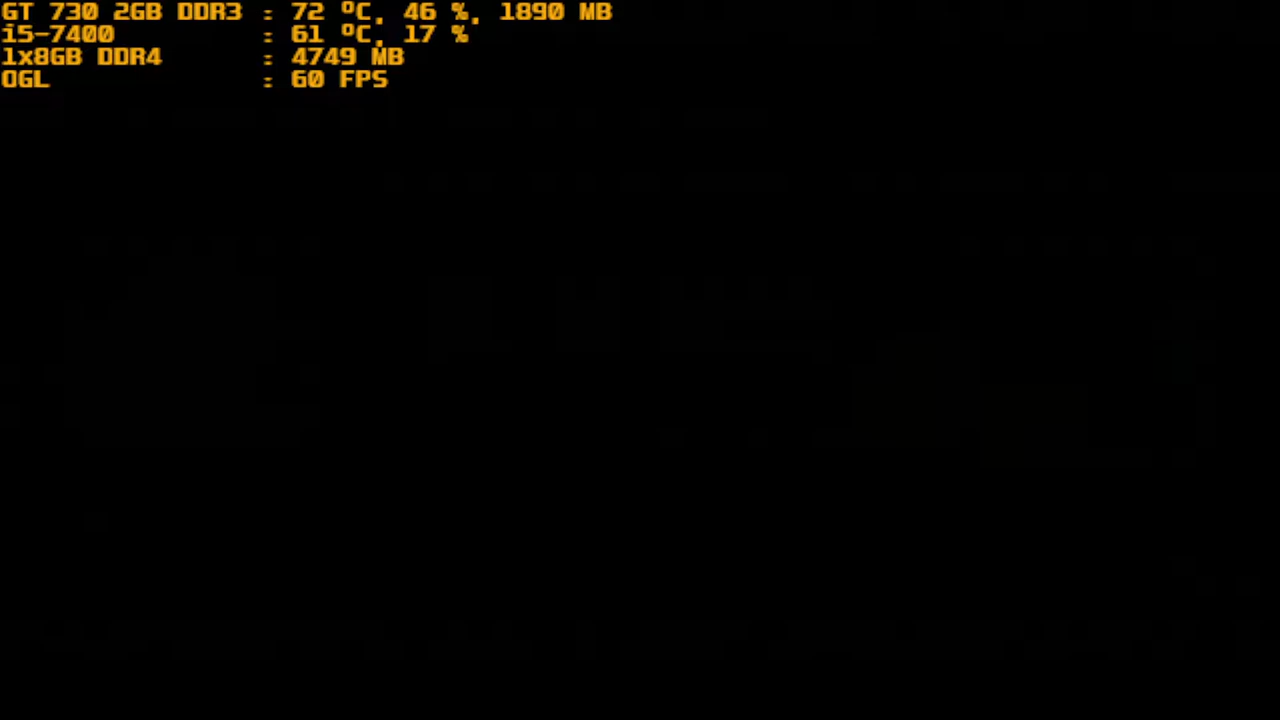 GT 730 2GB DDR3 : 72 ºC, 46 %, 1890 MB
i5-7400 : 61 ºC, 17 %
1x8GB DDR4 : 4749 MB
OGL : 60 FPS